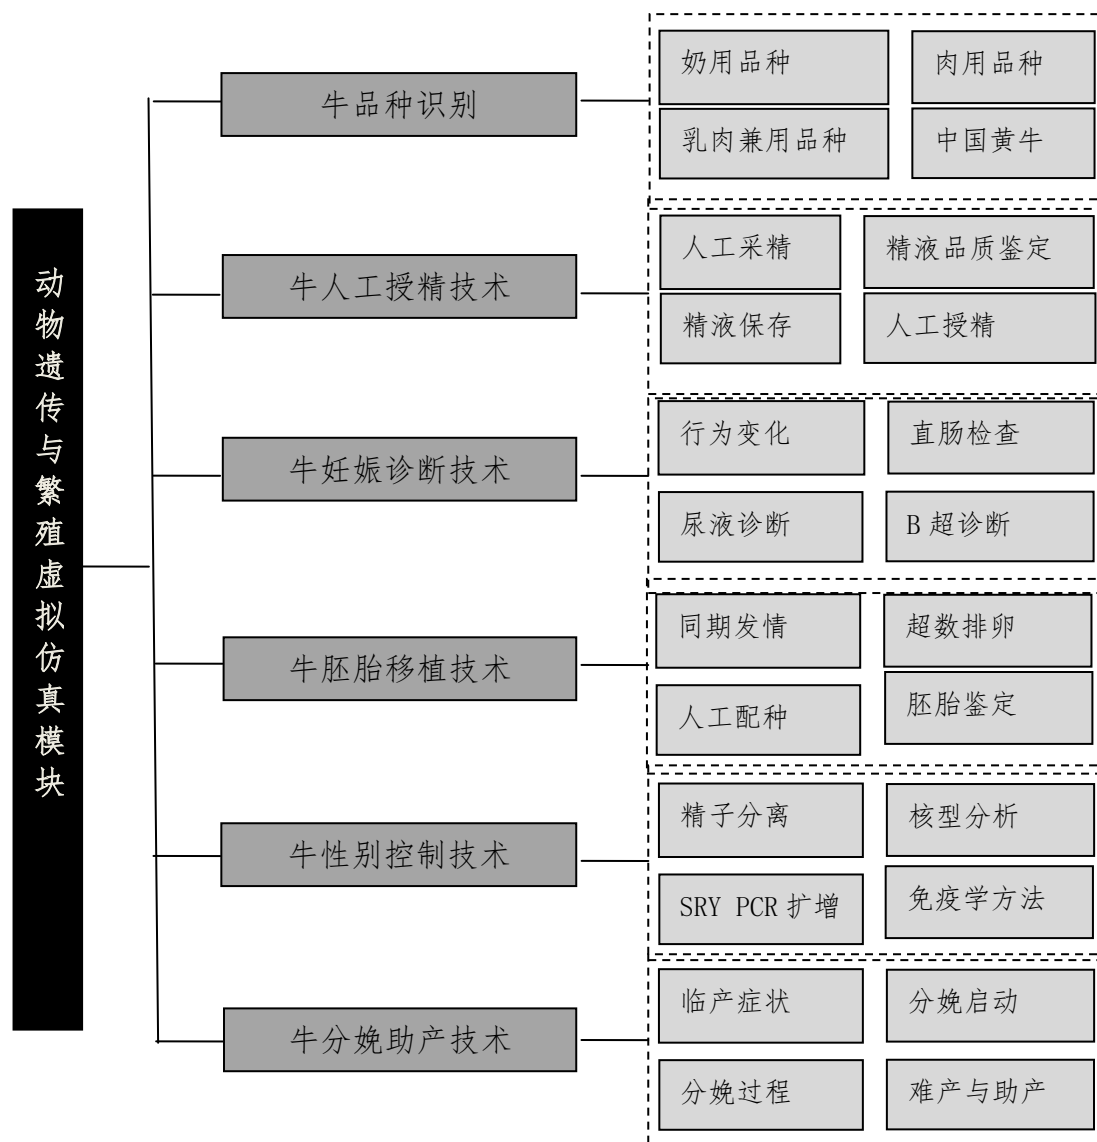 动物遗传与繁殖虚拟仿真模块
牛品种识别
奶用品种
肉用品种
乳肉兼用品种
中国黄牛
牛人工授精技术
人工采精
精液品质鉴定
精液保存
人工授精
牛妊娠诊断技术
行为变化
直肠检查
尿液诊断
B 超诊断
牛胚胎移植技术
同期发情
超数排卵
人工配种
胚胎鉴定
牛性别控制技术
精子分离
核型分析
SRY PCR 扩增
免疫学方法
牛分娩助产技术
临产症状
分娩启动
分娩过程
难产与助产